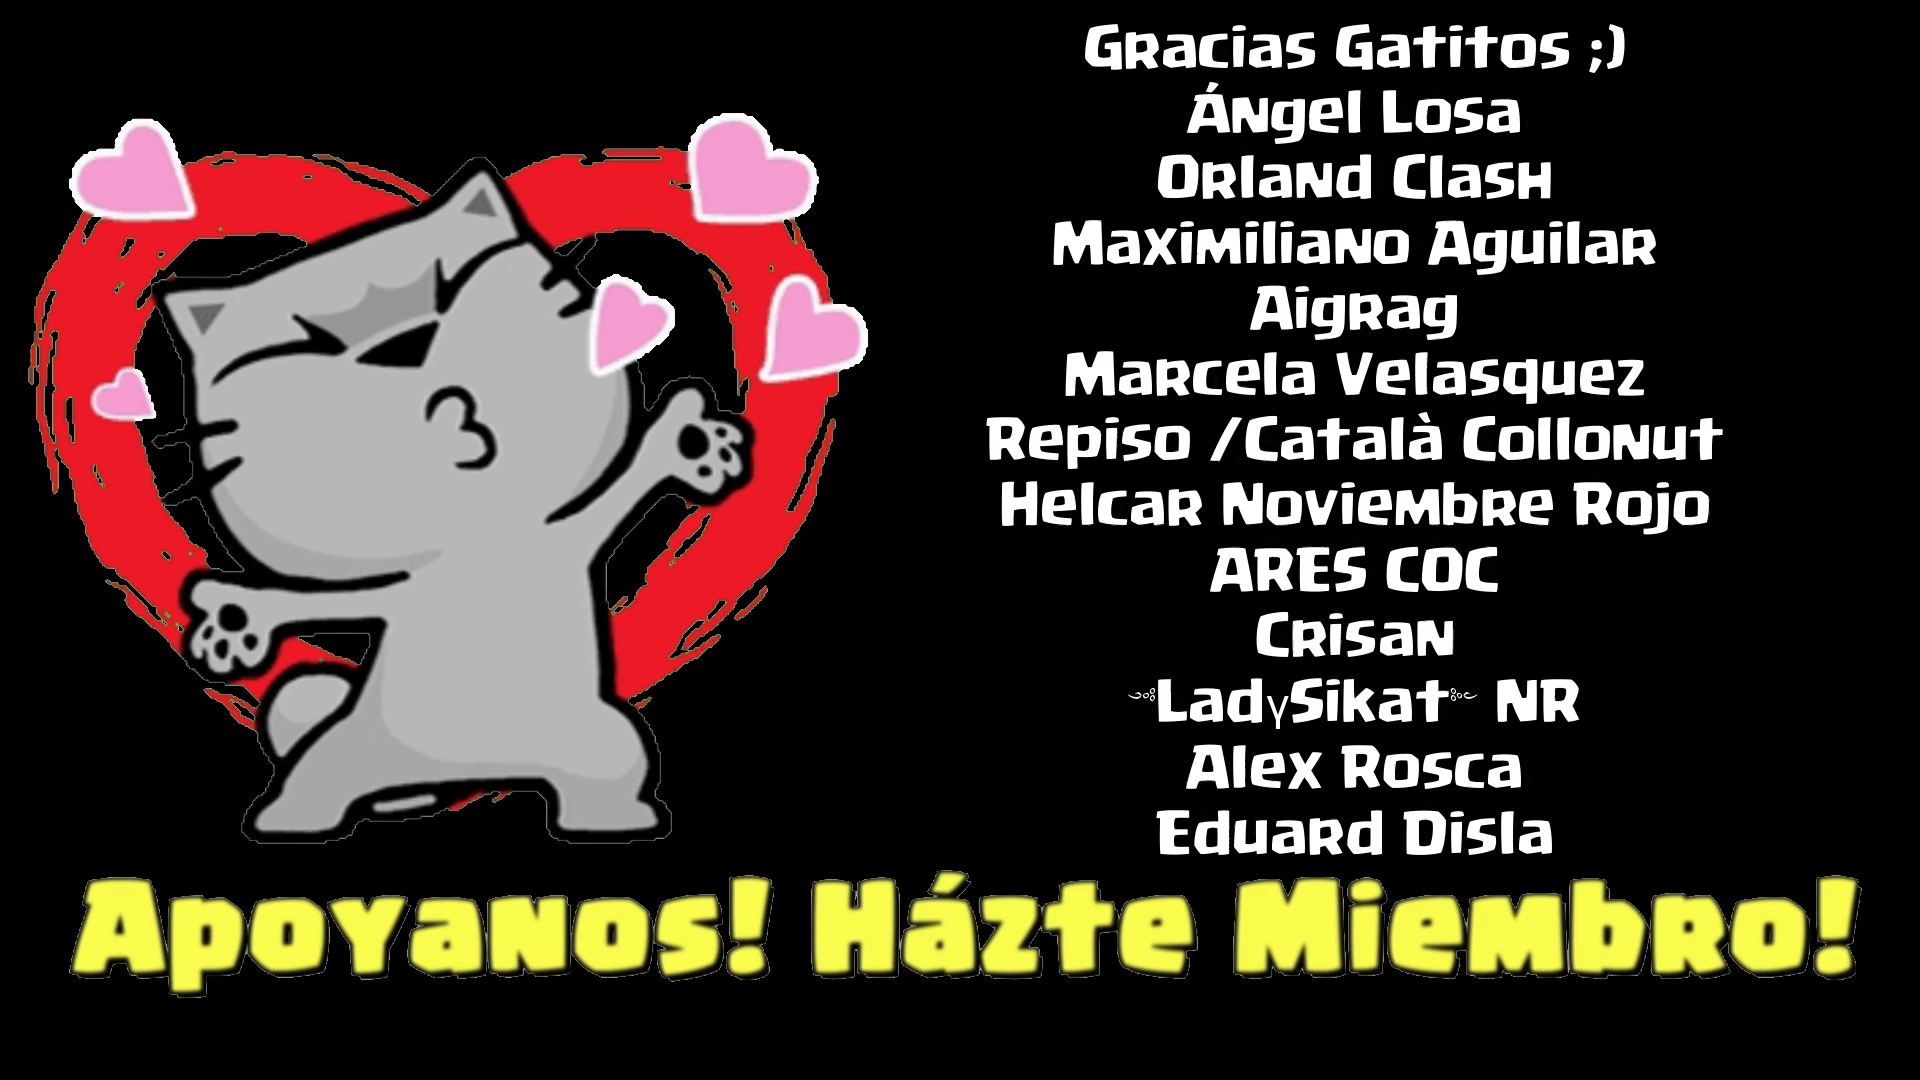 Gracias Gatitos ;)
Ángel Losa
Orland Clash
Maximiliano Aguilar
Aigrag
Marcela Velasquez
Repiso /Català Collonut
Helcar Noviembre Rojo
ARES COC
Crisan
༺LadγSikat༻ NR
Alex Rosca
Eduard Disla
Apoyanos! Házte Miembro!